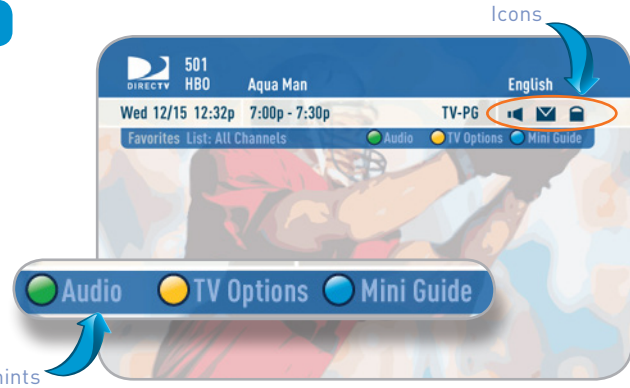 Icons
501
DIRECTV HBO Aqua Man English
Wed 12/15 12:32p 7:00p - 7:30p TV-PG
Favorites List: All Channels Audio TV Options Mini Guide
Audio TV Options Mini Guide
hints